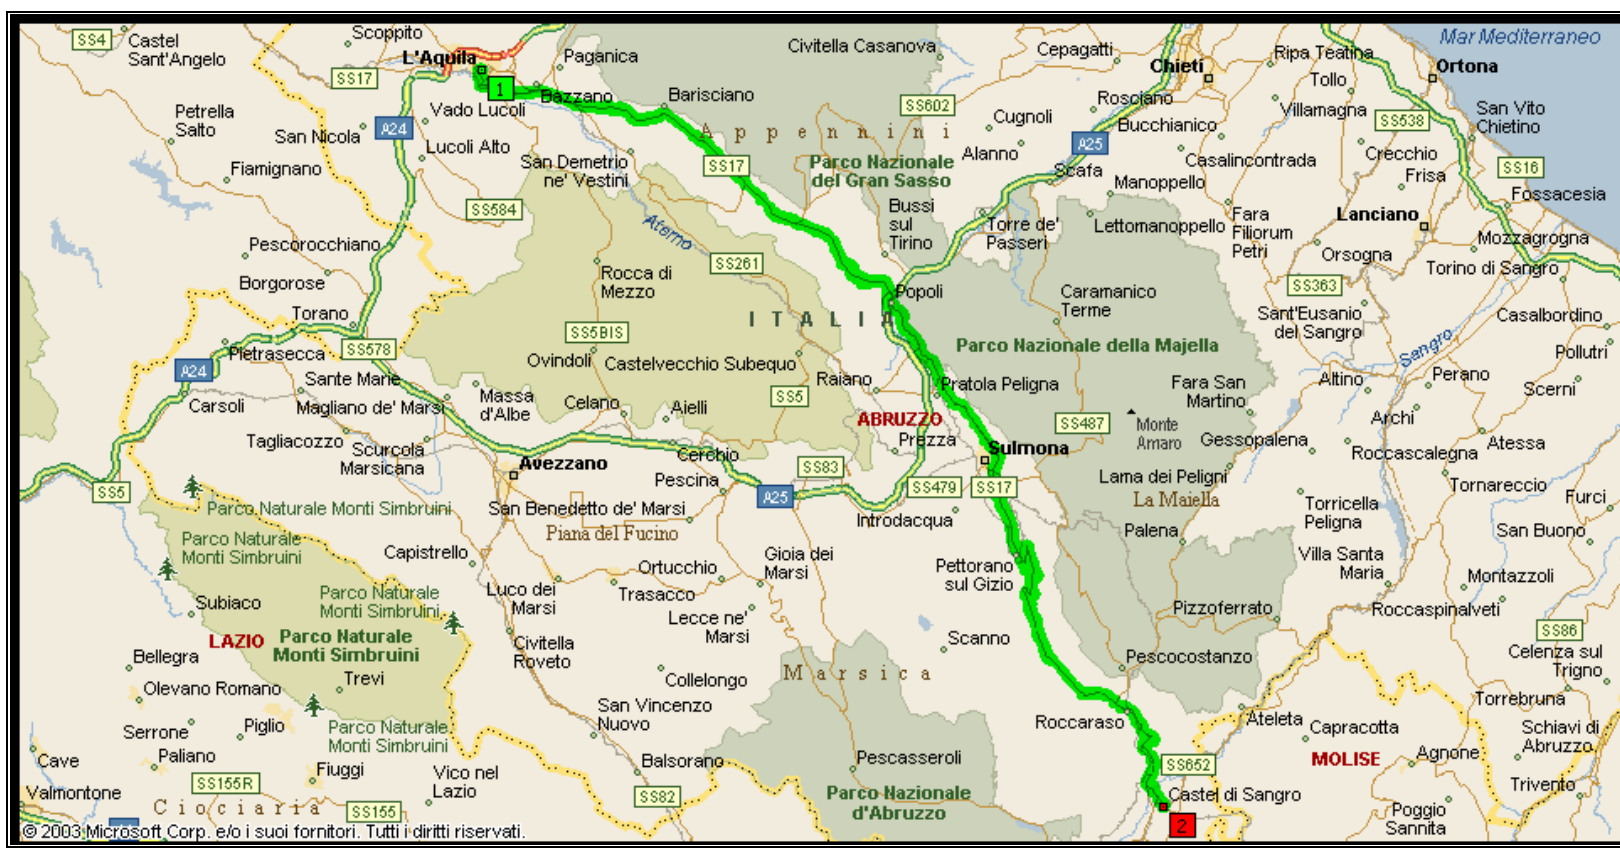 SS4
Castel
Sant'Angelo
Scoppito
L'Aquila
SS17
Paganica
Civitella Casanova
Cepagatti
Chieti
Ripa Teatina
Tollo
Mar Mediterraneo
Ortona
1
Bazzano
Barisciano
SS602
Rosciano
Villamagna
SS538
San Vito
Chietino
Petrella
Salto
San Nicola
A24
Vado Lucoli
Appennini
Cugnoli
Bucchianico
A25
Lucoli Alto
SS17
Parco Nazionale
del Gran Sasso
Alanno
Scafa
Casalincontrada
Crecchio
Frisa
SS16
Fiamignano
San Demetrio
ne' Vestini
Manoppello
Fossacesia
SS584
Aterno
Bussi
sul
Tirino
Torre de'
Passeri
Lettomanoppello
Fara
Filiorum
Petri
Lanciano
Pescorocchiano
Mozzagrogna
Orsogna
Torino di Sangro
Borgorose
Rocca di
Mezzo
SS261
Popoli
Caramanico
Terme
SS363
Sant'Eusanio
del Sangro
Casalbordino
Torano
ITALIA
SS5BIS
Pietrasecca
SS578
Ovindoli
Castelvecchio Subequo
Parco Nazionale della Majella
Sangro
Pollutri
A24
Sante Marie
Raiano
Pratola Peligna
Fara San
Martino
Altino
Perano
Scerni
Carsoli
Magliano de' Marsi
Massa
d'Albe
Celano
Aielli
SS5
ABRUZZO
SS487
Monte
Amaro
Archi
Tagliacozzo
Scurcola
Marsicana
Prezza
Gessopalena
Atessa
Avezzano
Cerchio
SS83
Sulmona
Roccascalegna
SS5
Pescina
A25
SS479
SS17
Lama dei Peligni
La Maiella
Tornareccio
Furci
Parco Naturale Monti Simbruini
San Benedetto de' Marsi
Introdacqua
Torricella
Peligna
Parco Naturale
Monti Simbruini
Piana del Fucino
Palena
San Buono
Capistrello
Gioia dei
Marsi
Pettorano
sul Gizio
Villa Santa
Maria
Ortucchio
Montazzoli
Subiaco
Parco Naturale
Monti Simbruini
Luco dei
Marsi
Trasacco
Lecce ne'
Marsi
Pizzoferrato
Roccaspinalveti
LAZIO
Parco Naturale
Monti Simbruini
Civitella
Roveto
Scanno
SS86
Celenza sul
Trigno
Bellegra
Trevi
Collelongo
Marsica
Pescocostanzo
Olevano Romano
Torrebruna
Serrone
Piglio
Parco Naturale
Monti Simbruini
San Vincenzo
Nuovo
Roccaraso
Ateleta
Capracotta
Schiavi di
Abruzzo
Cave
Paliano
Fiuggi
Vico nel
Lazio
Balsorano
Pescasseroli
SS652
MOLISE
Agnone
Valmontone
SS155R
Ciociaria
SS155
SS82
Parco Nazionale
d'Abruzzo
Castel di Sangro
2
Trivento
Poggio
Sannita
© 2003 Microsoft Corp. e/o i suoi fornitori. Tutti i diritti riservati.